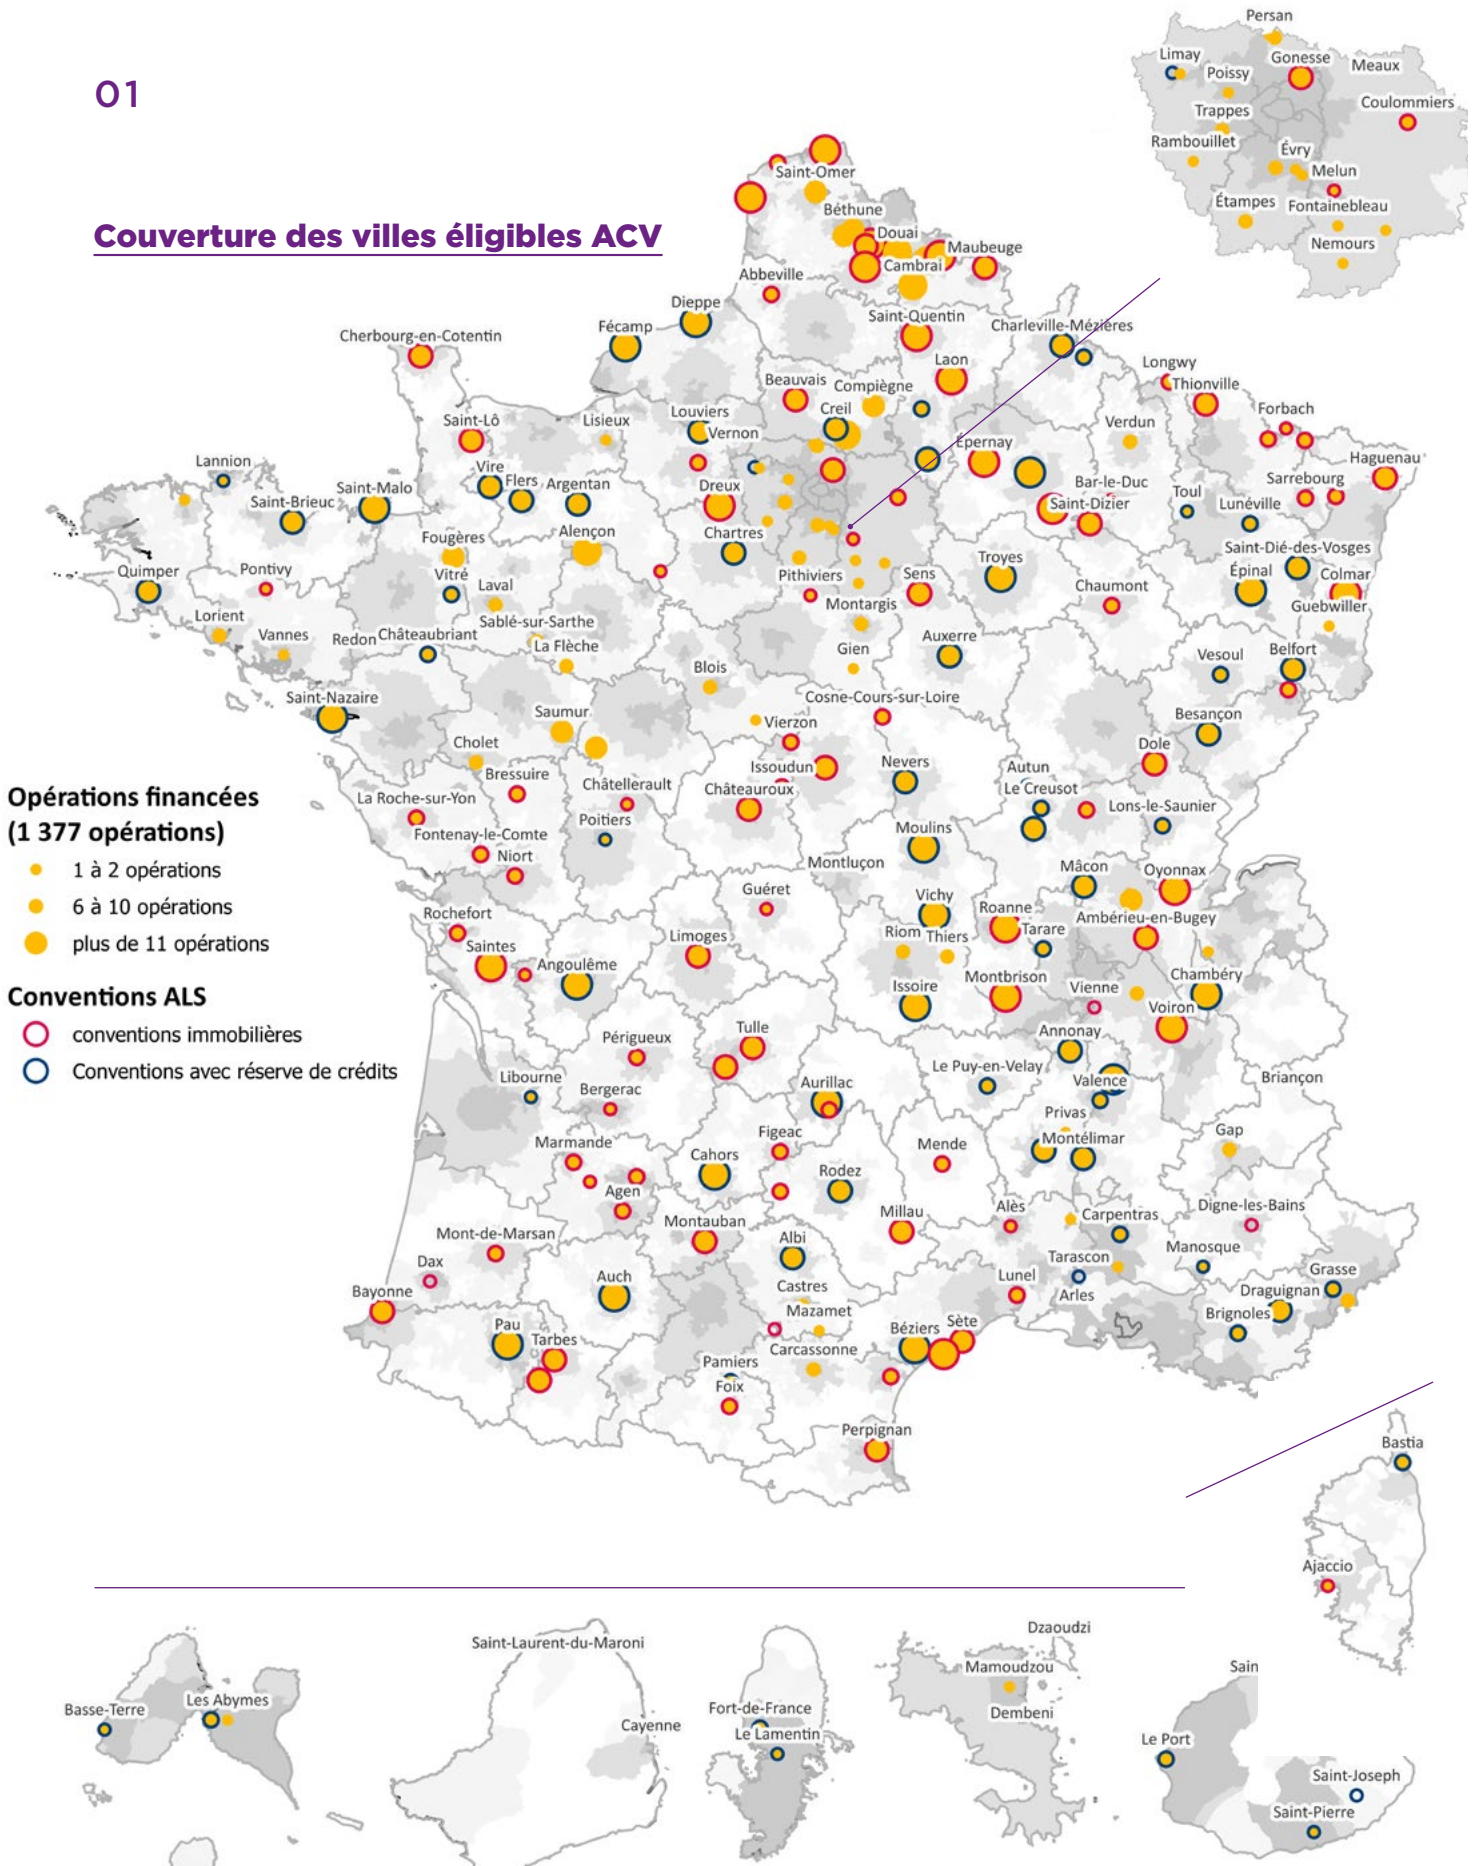 01
Couverture des villes éligibles ACV
Persan
Limay
Gonesse
Meaux
Poissy
Coulommiers
Trappes
Rambouillet
Évry
Melun
Étampes
Fontainebleau
Nemours
Saint-Omer
Béthune
Douai
Maubeuge
Cambrai
Abbeville
Dieppe
Fécamp
Saint-Quentin
Charleville-Mézières
Cherbourg-en-Cotentin
Laon
Longwy
Thionville
Beauvais
Compiègne
Creil
Forbach
Louviers
Vernon
Saint-Lô
Lisieux
Verdun
Épernay
Haguenau
Lannion
Vire
Flers
Argentan
Dreux
Bar-le-Duc
Sarrebourg
Saint-Brieuc
Saint-Malo
Saint-Dizier
Toul
Lunéville
Fougères
Alençon
Chartres
Saint-Dié-des-Vosges
Quimper
Pontivy
Vitré
Laval
Pithiviers
Sens
Troyes
Chaumont
Épinal
Colmar
Lorient
Vannes
Redon
Châteaubriant
Sablé-sur-Sarthe
La Flèche
Montargis
Guebwiller
Gien
Auxerre
Blois
Vesoul
Belfort
Saint-Nazaire
Cosne-Cours-sur-Loire
Saumur
Vierzon
Besançon
Cholet
Dole
Bressuire
Issoudun
Nevers
Autun
Châtellerault
Châteauroux
Le Creusot
La Roche-sur-Yon
Lons-le-Saunier
Poitiers
Fontenay-le-Comte
Moulins
Niort
Montluçon
Mâcon
Oyonnax
Guéret
Vichy
Rochefort
Roanne
Ambérieu-en-Bugey
Saintes
Limoges
Riom
Thiers
Tarare
Angoulême
Chambéry
Issoire
Montbrison
Vienne
Voiron
Opérations financées
(1 377 opérations)
1 à 2 opérations
6 à 10 opérations
plus de 11 opérations
Conventions ALS
conventions immobilières
Conventions avec réserve de crédits
Périgueux
Tulle
Annonay
Libourne
Bergerac
Aurillac
Le Puy-en-Velay
Valence
Briançon
Privas
Marmande
Figeac
Mende
Montélimar
Gap
Cahors
Rodez
Agen
Montauban
Millau
Alès
Carpentras
Digne-les-Bains
Mont-de-Marsan
Albi
Dax
Tarascon
Manosque
Bayonne
Auch
Castres
Lunel
Arles
Grasse
Draguignan
Mazamet
Brignoles
Pau
Tarbes
Béziers
Sète
Carcassonne
Pamiers
Foix
Perpignan
Bastia
Ajaccio
Saint-Laurent-du-Maroni
Dzaoudzi
Mamoudzou
Sain
Basse-Terre
Les Abymes
Fort-de-France
Dembeni
Cayenne
Le Lamentin
Le Port
Saint-Joseph
Saint-Pierre